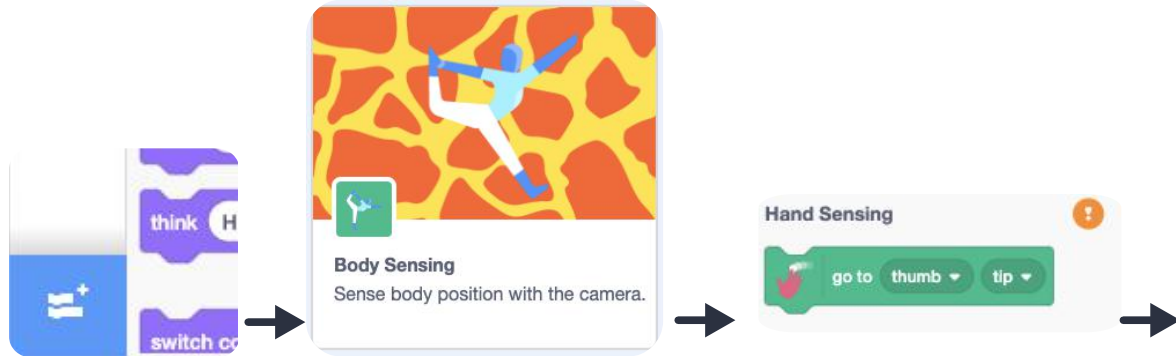 think H
switch co
Body Sensing
Sense body position with the camera.
Hand Sensing
go to thumb tip